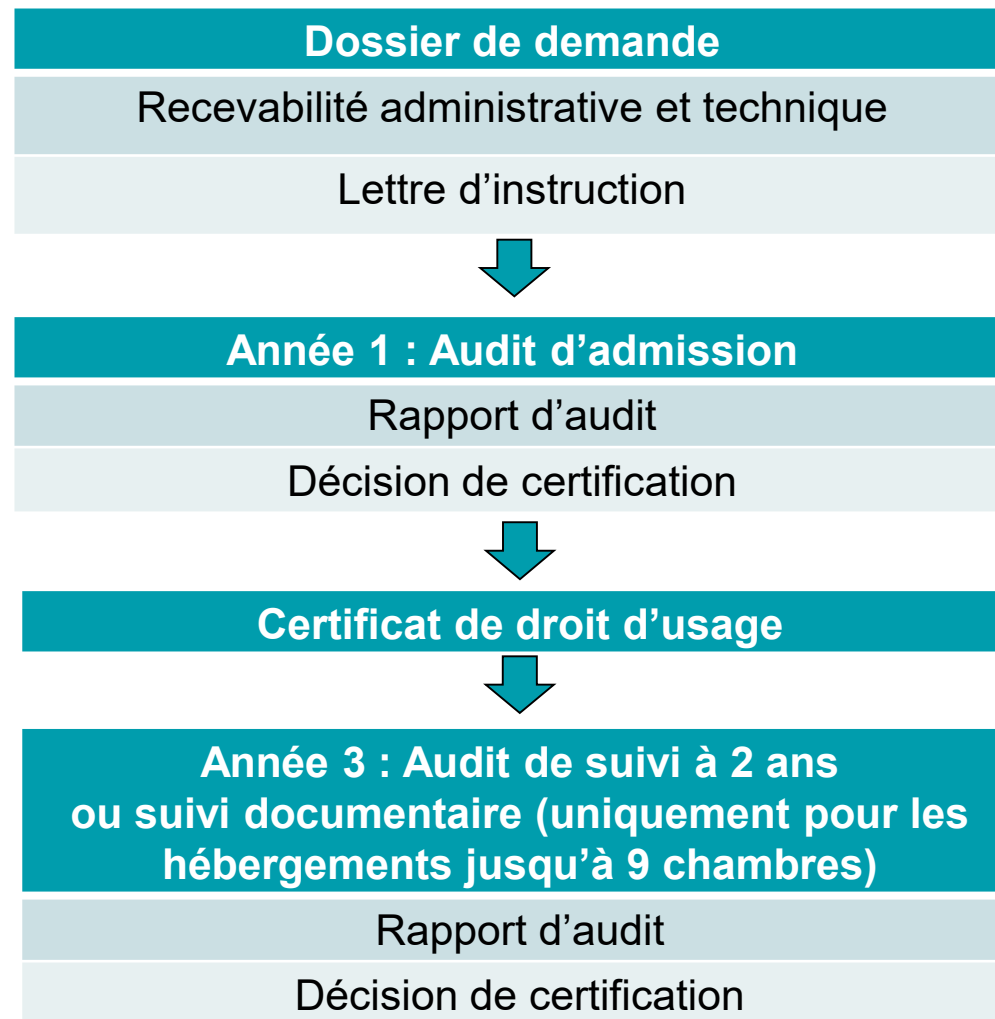 Dossier de demande
Recevabilité administrative et technique
Lettre d’instruction
Année 1 : Audit d’admission
Rapport d’audit
Décision de certification
Certificat de droit d’usage
Année 3 : Audit de suivi à 2 ans
ou suivi documentaire (uniquement pour les
hébergements jusqu’à 9 chambres)
Rapport d’audit
Décision de certification